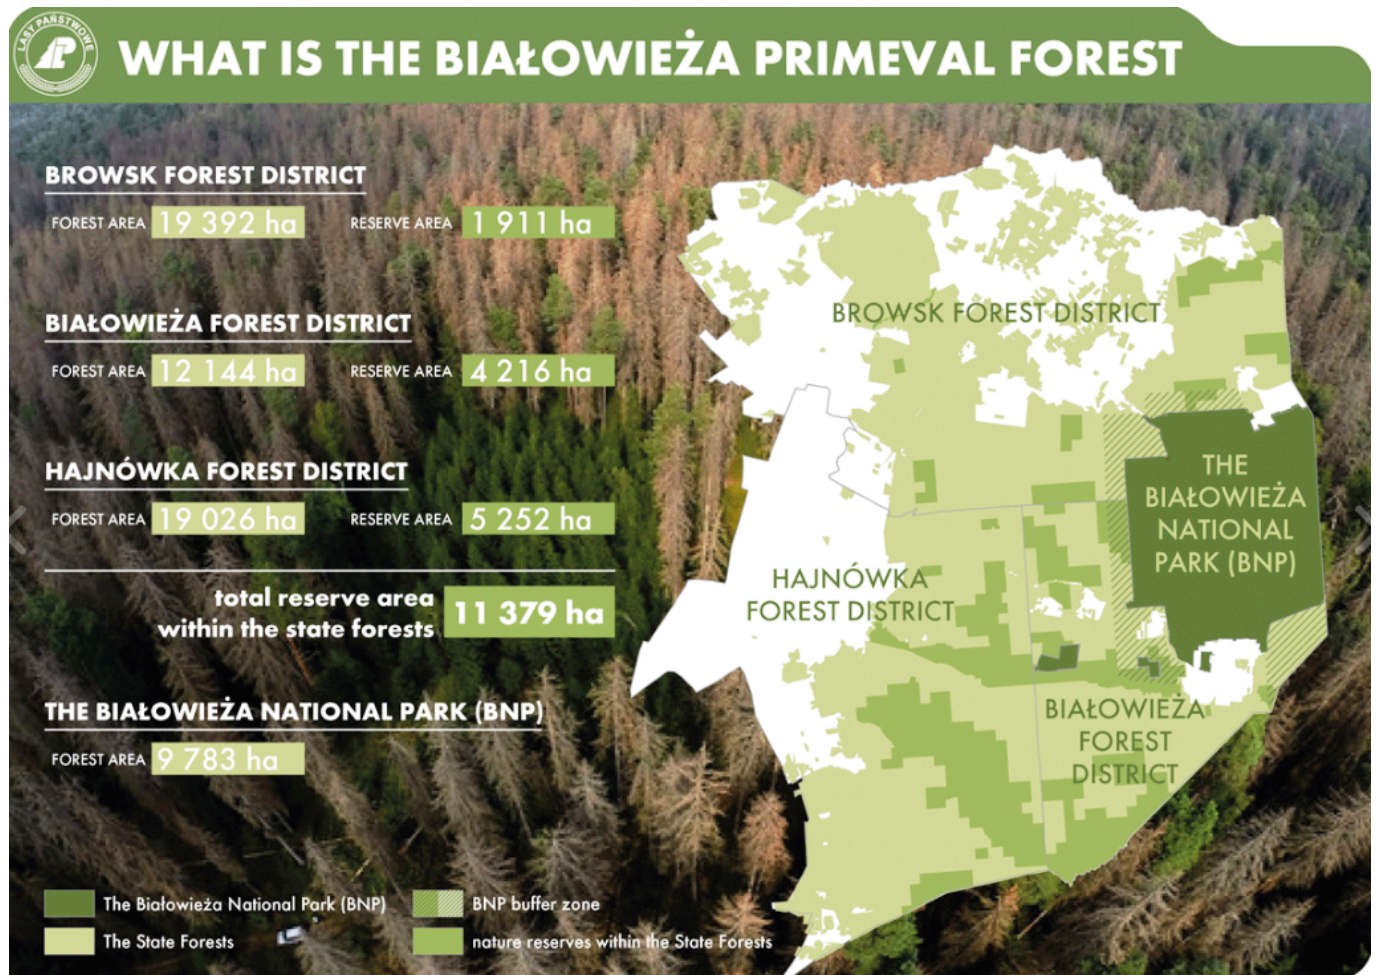 LASY PAŃSTWOWE
WHAT IS THE BIAŁOWIEŻA PRIMEVAL FOREST
BROWSK FOREST DISTRICT
FOREST AREA 19 392 ha RESERVE AREA 1 911 ha
BIAŁOWIEŻA FOREST DISTRICT
FOREST AREA 12 144 ha RESERVE AREA 4 216 ha
HAJNÓWKA FOREST DISTRICT
FOREST AREA 19 026 ha RESERVE AREA 5 252 ha
total reserve area
within the state forests 11 379 ha
THE BIAŁOWIEŻA NATIONAL PARK (BNP)
FOREST AREA 9 783 ha
BROWSK FOREST DISTRICT
THE
BIAŁOWIEŻA
NATIONAL
PARK (BNP)
HAJNÓWKA
FOREST DISTRICT
BIAŁOWIEŻA
FOREST
DISTRICT
The Białowieża National Park (BNP)
BNP buffer zone
The State Forests
nature reserves within the State Forests